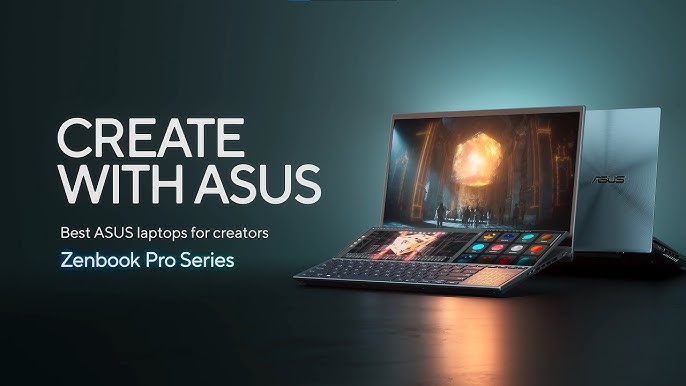 CREATE
WITH ASUS
Best ASUS laptops for creators
Zenbook Pro Series
ASUS